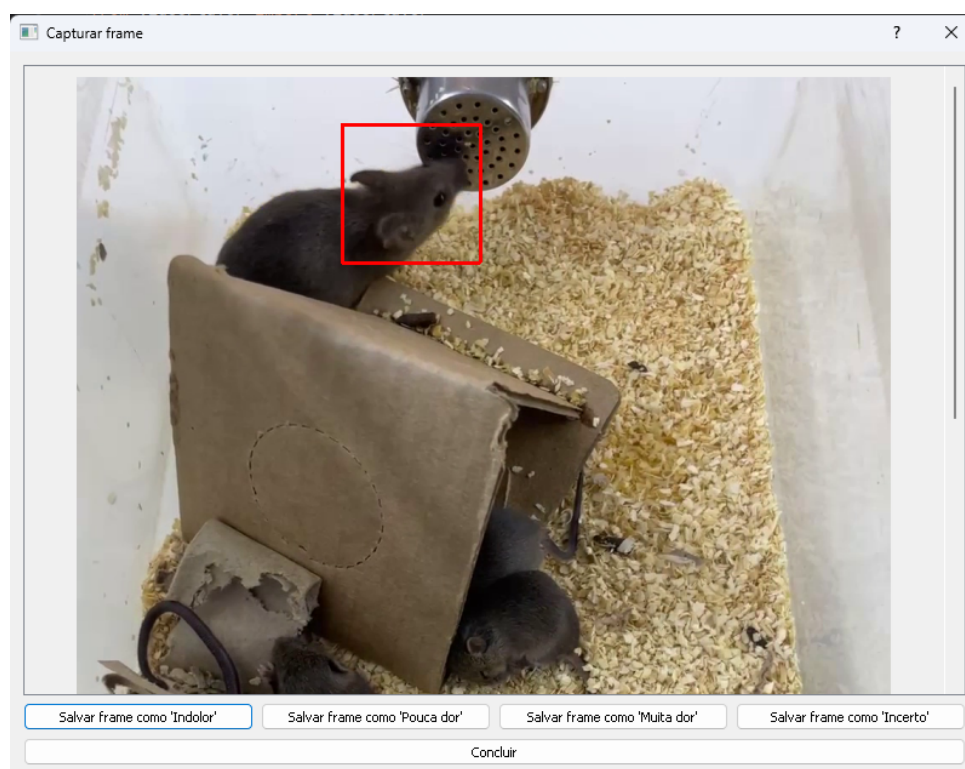 Capturar frame
?
Salvar frame como 'Indolor'
Salvar frame como 'Pouca dor'
Salvar frame como 'Muita dor'
Salvar frame como 'Incerto'
Concluir